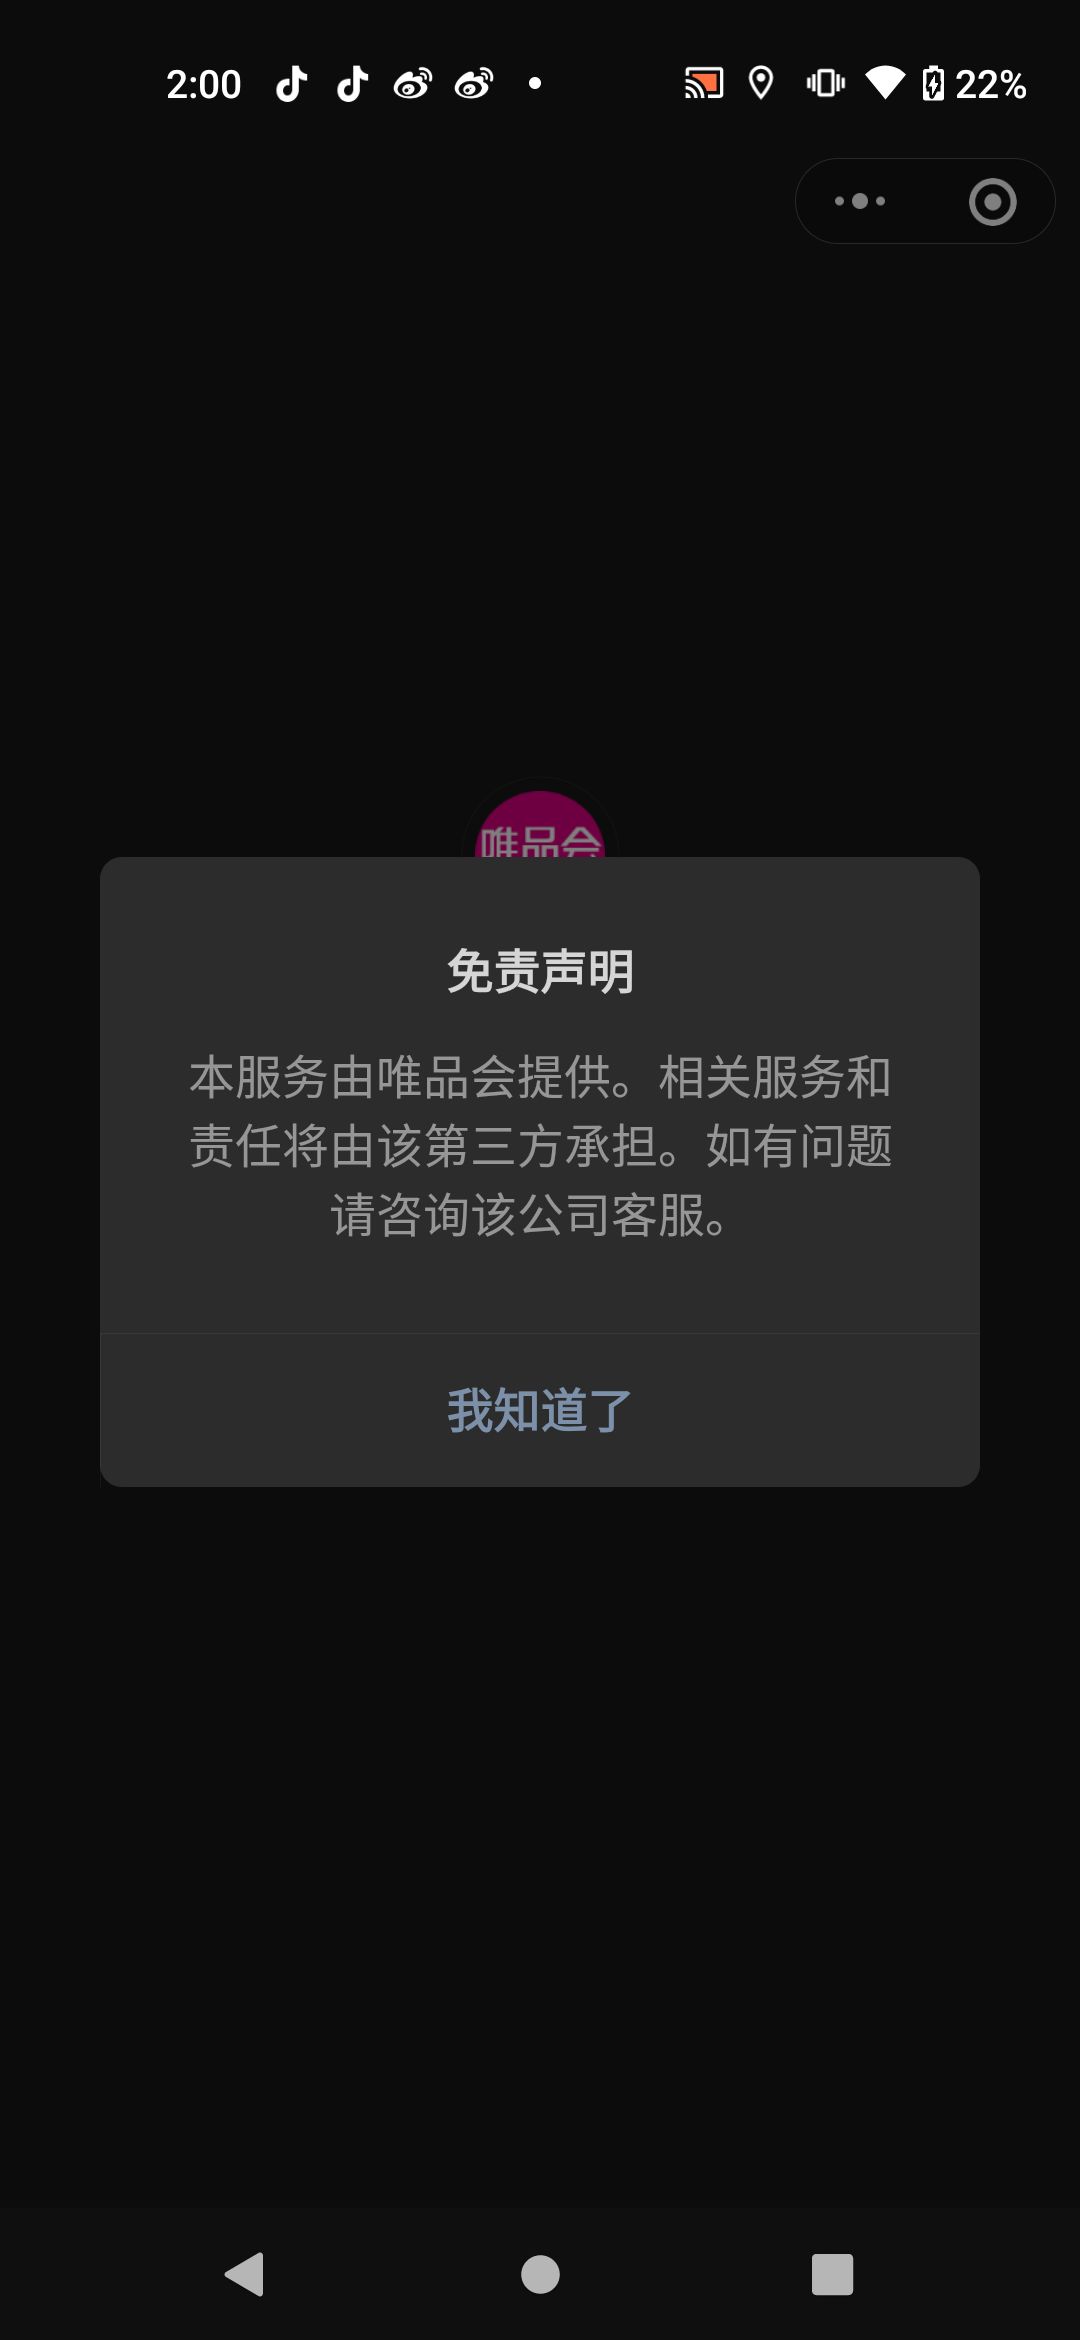 2:00
22%
唯品会
免责声明
本服务由唯品会提供。相关服务和
责任将由该第三方承担。如有问题
请咨询该公司客服。
我知道了